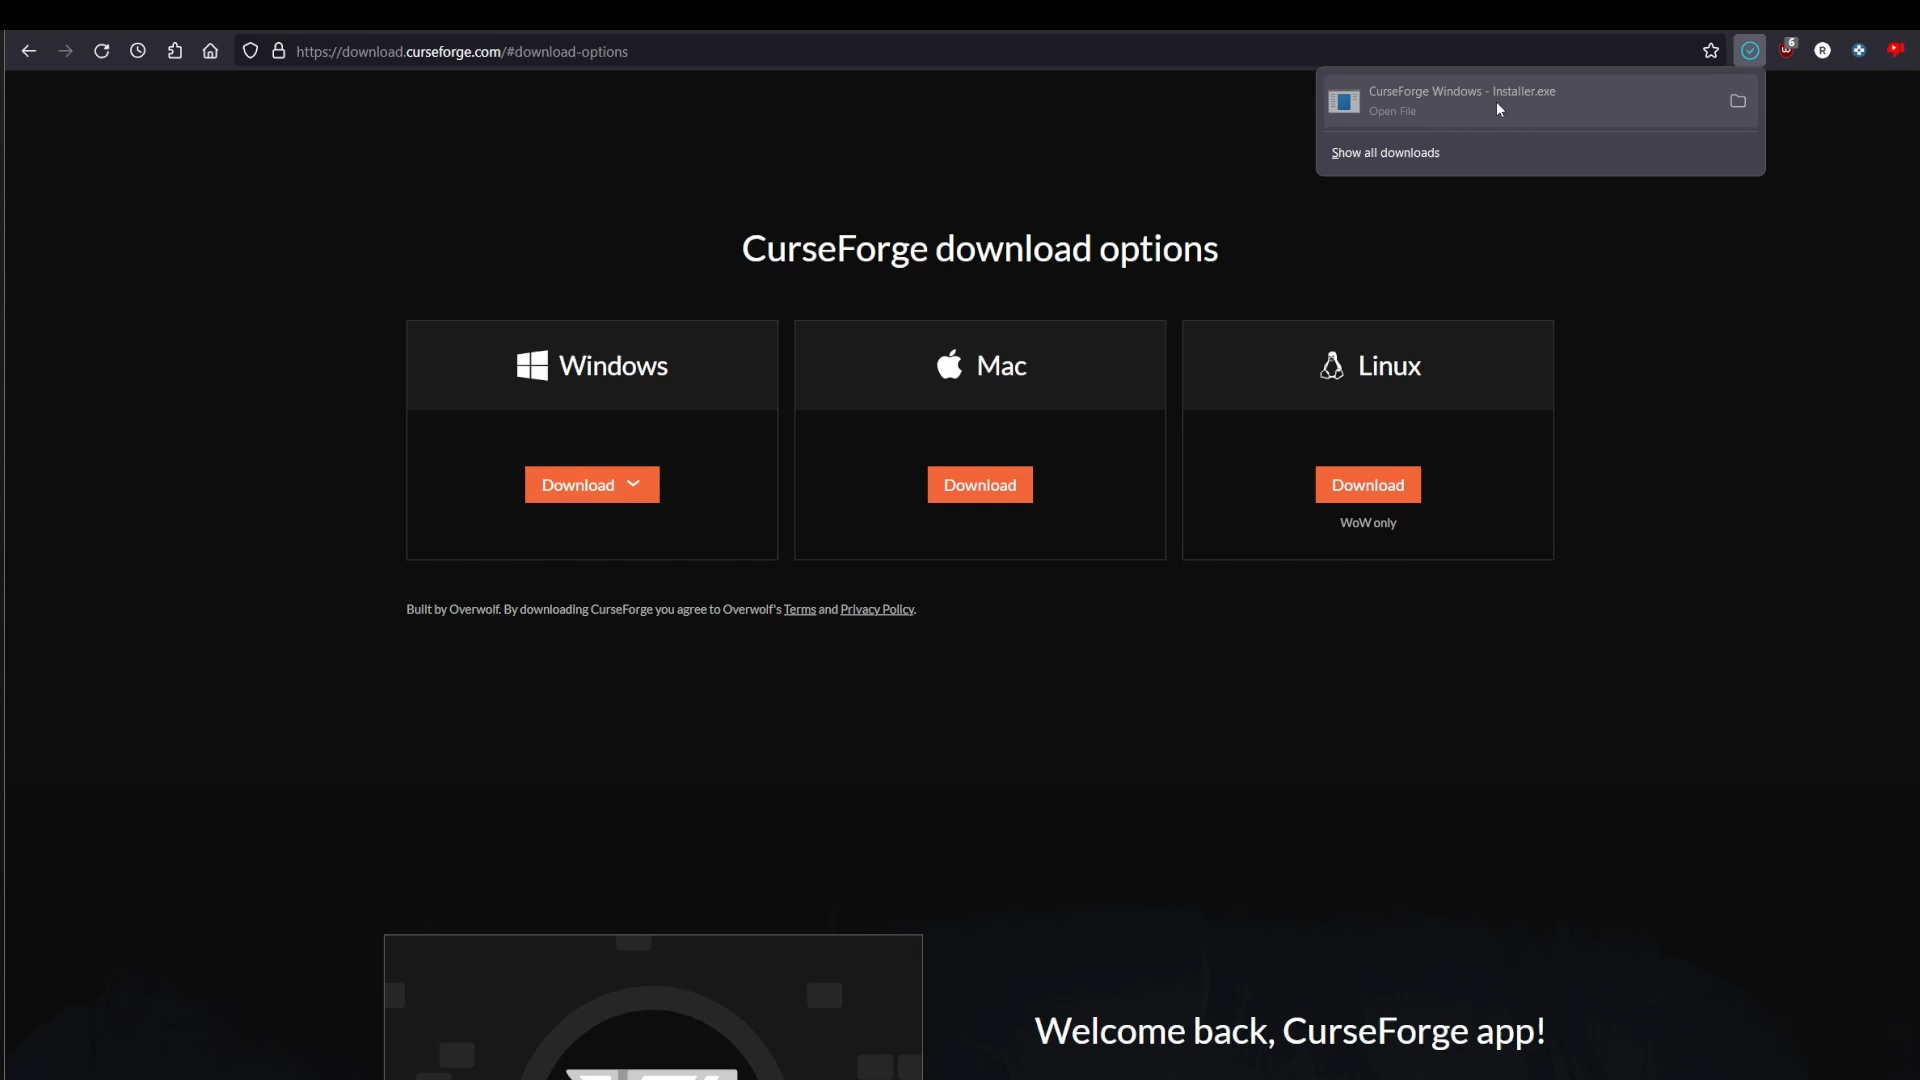 https://download.curseforge.com/#download-options
6
R
CurseForge Windows - Installer.exe
Open File
Show all downloads
CurseForge download options
Windows
Mac
Linux
Download
Download
Download
WoW only
Built by Overwolf. By downloading CurseForge you agree to Overwolf's Terms and Privacy Policy.
Welcome back, CurseForge app!